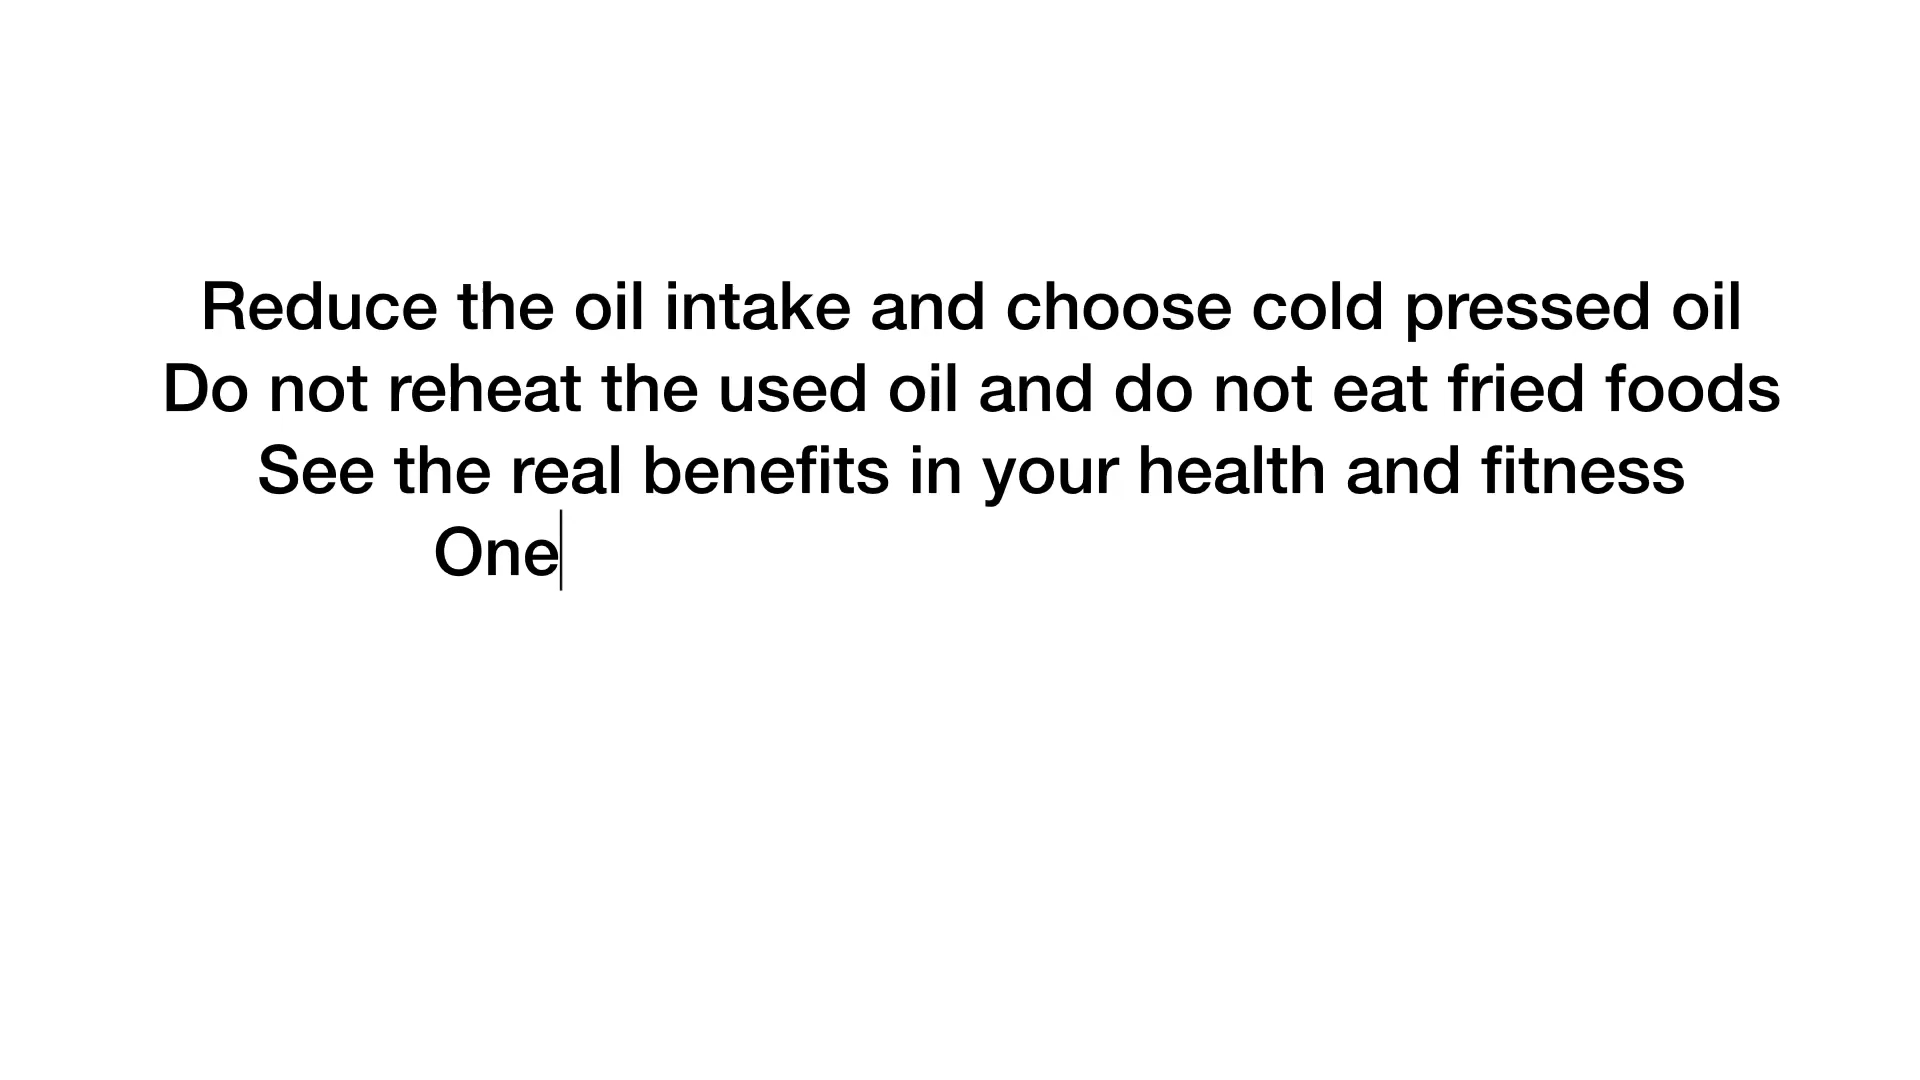 Reduce the oil intake and choose cold pressed oil
Do not reheat the used oil and do not eat fried foods
See the real benefits in your health and fitness
One